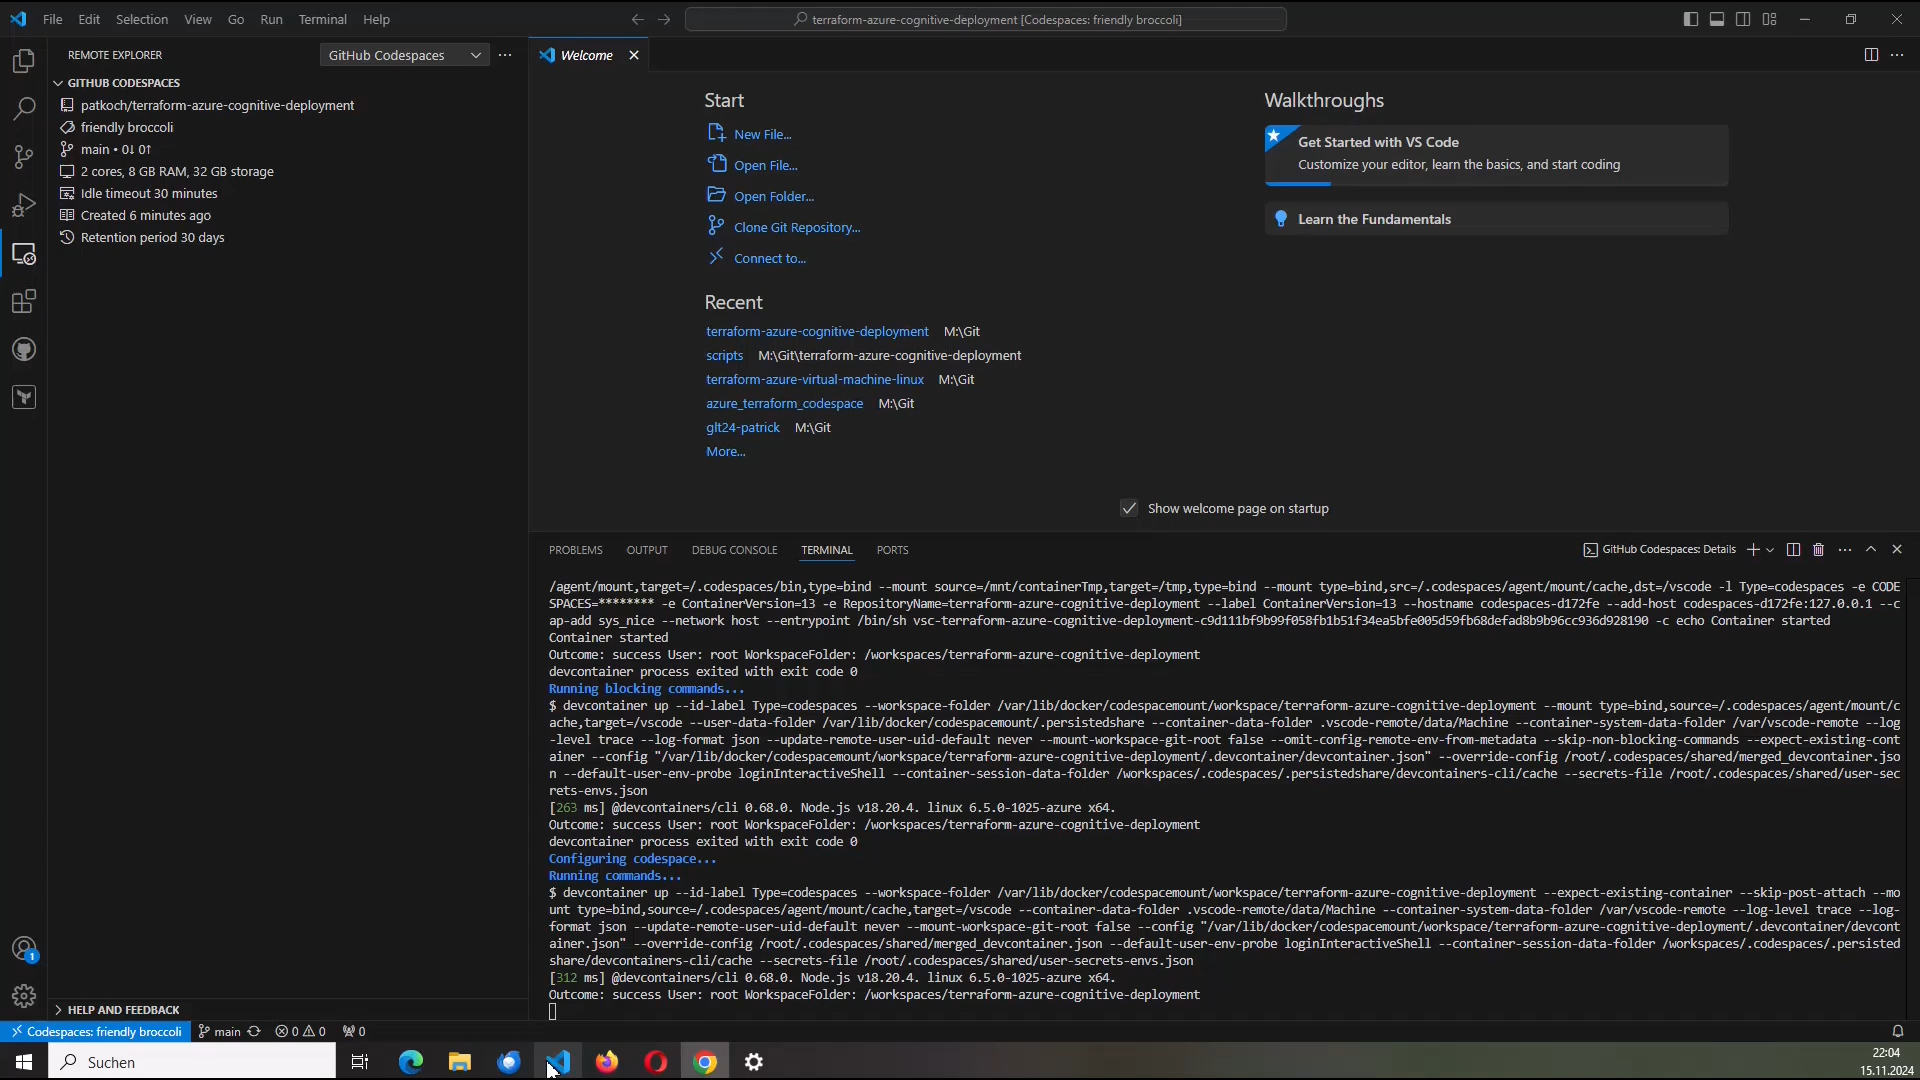 File Edit Selection View Go Run Terminal Help
terraform-azure-cognitive-deployment [Codespaces: friendly broccoli]
REMOTE EXPLORER
GitHub Codespaces
GITHUB CODESPACES
patkoch/terraform-azure-cognitive-deployment
friendly broccoli
main • 0↓ 0↑
2 cores, 8 GB RAM, 32 GB storage
Idle timeout 30 minutes
Created 6 minutes ago
Retention period 30 days
Welcome
Start
New File...
Open File...
Open Folder...
Clone Git Repository...
Connect to...
Recent
terraform-azure-cognitive-deployment M:\Git
scripts M:\Git\terraform-azure-cognitive-deployment
terraform-azure-virtual-machine-linux M:\Git
azure_terraform_codespace M:\Git
glt24-patrick M:\Git
More...
Walkthroughs
Get Started with VS Code
Customize your editor, learn the basics, and start coding
Learn the Fundamentals
Show welcome page on startup
PROBLEMS OUTPUT DEBUG CONSOLE TERMINAL PORTS
GitHub Codespaces: Details
/agent/mount,target=/.codespaces/bin,type=bind --mount source=/mnt/containerTmp,target=/tmp,type=bind --mount type=bind,src=/.codespaces/agent/mount/cache,dst=/vscode -l Type=codespaces -e CODE
SPACES=******** -e ContainerVersion=13 -e RepositoryName=terraform-azure-cognitive-deployment --label ContainerVersion=13 --hostname codespaces-d172fe --add-host codespaces-d172fe:127.0.0.1 --c
ap-add sys_nice --network host --entrypoint /bin/sh vsc-terraform-azure-cognitive-deployment-c9d111bf9b99f058fb1b51f34ea5bfe005d59fb68defad8b9b96cc936d928190 -c echo Container started
Container started
Outcome: success User: root WorkspaceFolder: /workspaces/terraform-azure-cognitive-deployment
devcontainer process exited with exit code 0
Running blocking commands...
$ devcontainer up --id-label Type=codespaces --workspace-folder /var/lib/docker/codespacemount/workspace/terraform-azure-cognitive-deployment --mount type=bind,source=/.codespaces/agent/mount/c
ache,target=/vscode --user-data-folder /var/lib/docker/codespacemount/.persistedshare --container-data-folder .vscode-remote/data/Machine --container-system-data-folder /var/vscode-remote --log
-level trace --log-format json --update-remote-user-uid-default never --mount-workspace-git-root false --omit-config-remote-env-from-metadata --skip-non-blocking-commands --expect-existing-cont
ainer --config "/var/lib/docker/codespacemount/workspace/terraform-azure-cognitive-deployment/.devcontainer/devcontainer.json" --override-config /root/.codespaces/shared/merged_devcontainer.jso
n --default-user-env-probe loginInteractiveShell --container-session-data-folder /workspaces/.codespaces/.persistedshare/devcontainers-cli/cache --secrets-file /root/.codespaces/shared/user-sec
rets-envs.json
[263 ms] @devcontainers/cli 0.68.0. Node.js v18.20.4. linux 6.5.0-1025-azure x64.
Outcome: success User: root WorkspaceFolder: /workspaces/terraform-azure-cognitive-deployment
devcontainer process exited with exit code 0
Configuring codespace...
Running commands...
$ devcontainer up --id-label Type=codespaces --workspace-folder /var/lib/docker/codespacemount/workspace/terraform-azure-cognitive-deployment --expect-existing-container --skip-post-attach --mo
unt type=bind,source=/.codespaces/agent/mount/cache,target=/vscode --container-data-folder .vscode-remote/data/Machine --container-system-data-folder /var/vscode-remote --log-level trace --log-
format json --update-remote-user-uid-default never --mount-workspace-git-root false --config "/var/lib/docker/codespacemount/workspace/terraform-azure-cognitive-deployment/.devcontainer/devcont
ainer.json" --override-config /root/.codespaces/shared/merged_devcontainer.json --default-user-env-probe loginInteractiveShell --container-session-data-folder /workspaces/.codespaces/.persisted
share/devcontainers-cli/cache --secrets-file /root/.codespaces/shared/user-secrets-envs.json
[312 ms] @devcontainers/cli 0.68.0. Node.js v18.20.4. linux 6.5.0-1025-azure x64.
Outcome: success User: root WorkspaceFolder: /workspaces/terraform-azure-cognitive-deployment
1
HELP AND FEEDBACK
Codespaces: friendly broccoli main 0 0 0
Suchen
22:04
15.11.2024